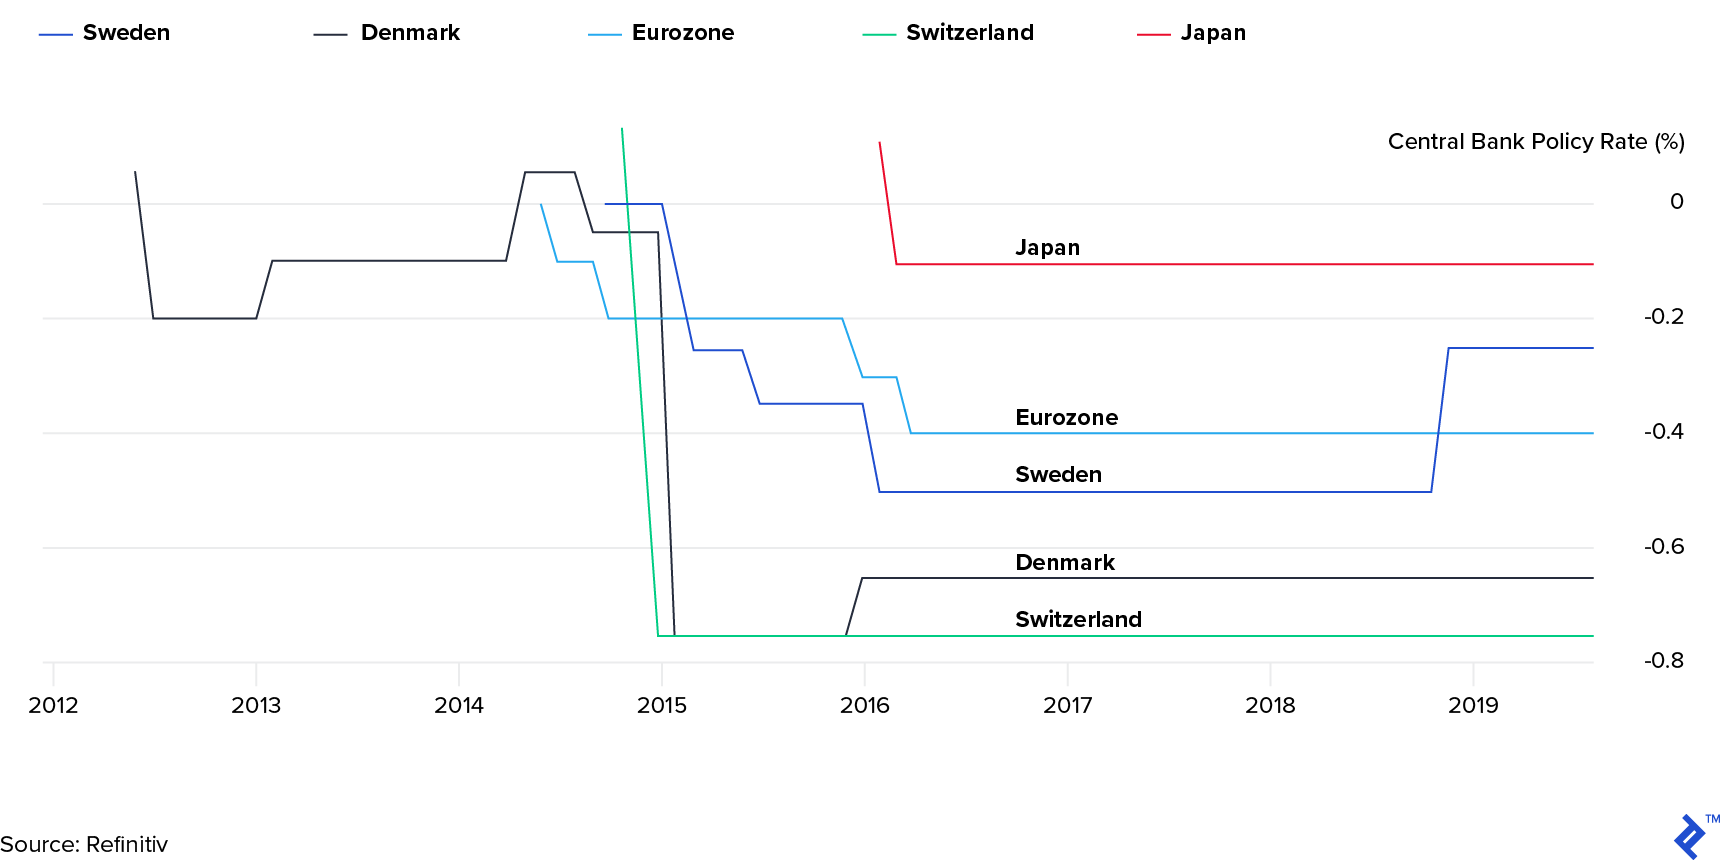 Sweden Denmark Eurozone Switzerland Japan
Central Bank Policy Rate (%)
0
Japan
-0.2
Eurozone
-0.4
Sweden
-0.6
Denmark
Switzerland
-0.8
2012 2013 2014 2015 2016 2017 2018 2019
Source: Refinitiv
TM